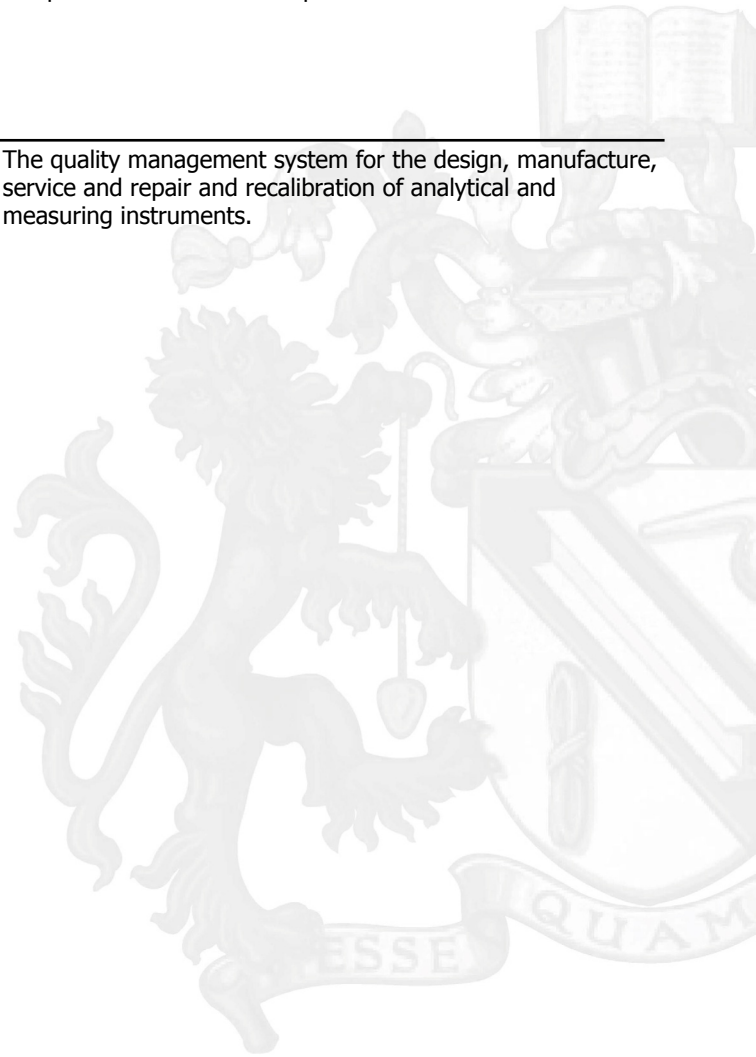 The quality management system for the design, manufacture,
service and repair and recalibration of analytical and
measuring instruments.
ESSE QUAM